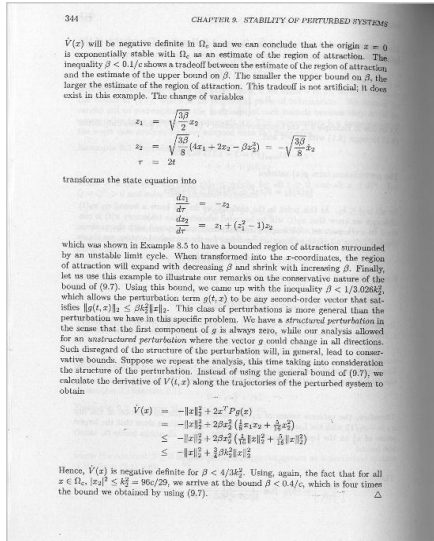 344
CHAPTER 9. STABILITY OF PERTURBED SYSTEMS
V̇(x) will be negative definite in Ω_c and we can conclude that the origin x = 0
is exponentially stable with Ω_c as an estimate of the region of attraction. The
inequality β < 0.1/c shows a tradeoff between the estimate of the region of attraction
and the estimate of the upper bound on β. The smaller the upper bound on β, the
larger the estimate of the region of attraction. This tradeoff is not artificial; it does
exist in this example. The change of variables
z₁ = √(3β/2) x₂
z₂ = √(3β/8) (4x₁ + 2x₂ − βx₂³) = −√(3β/8) ẋ₂
τ = 2t
transforms the state equation into
dz₁/dτ = −z₂
dz₂/dτ = z₁ + (z₁² − 1)z₂
which was shown in Example 8.5 to have a bounded region of attraction surrounded
by an unstable limit cycle. When transformed into the x-coordinates, the region
of attraction will expand with decreasing β and shrink with increasing β. Finally,
let us use this example to illustrate our remarks on the conservative nature of the
bound of (9.7). Using this bound, we came up with the inequality β < 1/3.026k₂²,
which allows the perturbation term g(t, x) to be any second-order vector that sat-
isfies ‖g(t, x)‖₂ ≤ βk₂²‖x‖₂. This class of perturbations is more general than the
perturbation we have in this specific problem. We have a structured perturbation in
the sense that the first component of g is always zero, while our analysis allowed
for an unstructured perturbation where the vector g could change in all directions.
Such disregard of the structure of the perturbation will, in general, lead to conser-
vative bounds. Suppose we repeat the analysis, this time taking into consideration
the structure of the perturbation. Instead of using the general bound of (9.7), we
calculate the derivative of V(t, x) along the trajectories of the perturbed system to
obtain
V̇(x) = −‖x‖₂² + 2xᵀPg(x)
= −‖x‖₂² + 2βx₂² (⅛x₁x₂ + 5/16 x₂²)
≤ −‖x‖₂² + 2βx₂² (1/16 ‖x‖₂² + 5/16 ‖x‖₂²)
≤ −‖x‖₂² + ¾βk₂²‖x‖₂²
Hence, V̇(x) is negative definite for β < 4/3k₂². Using, again, the fact that for all
x ∈ Ω_c, |x₂|² ≤ k₂² = 96c/29, we arrive at the bound β < 0.4/c, which is four times
the bound we obtained by using (9.7). △